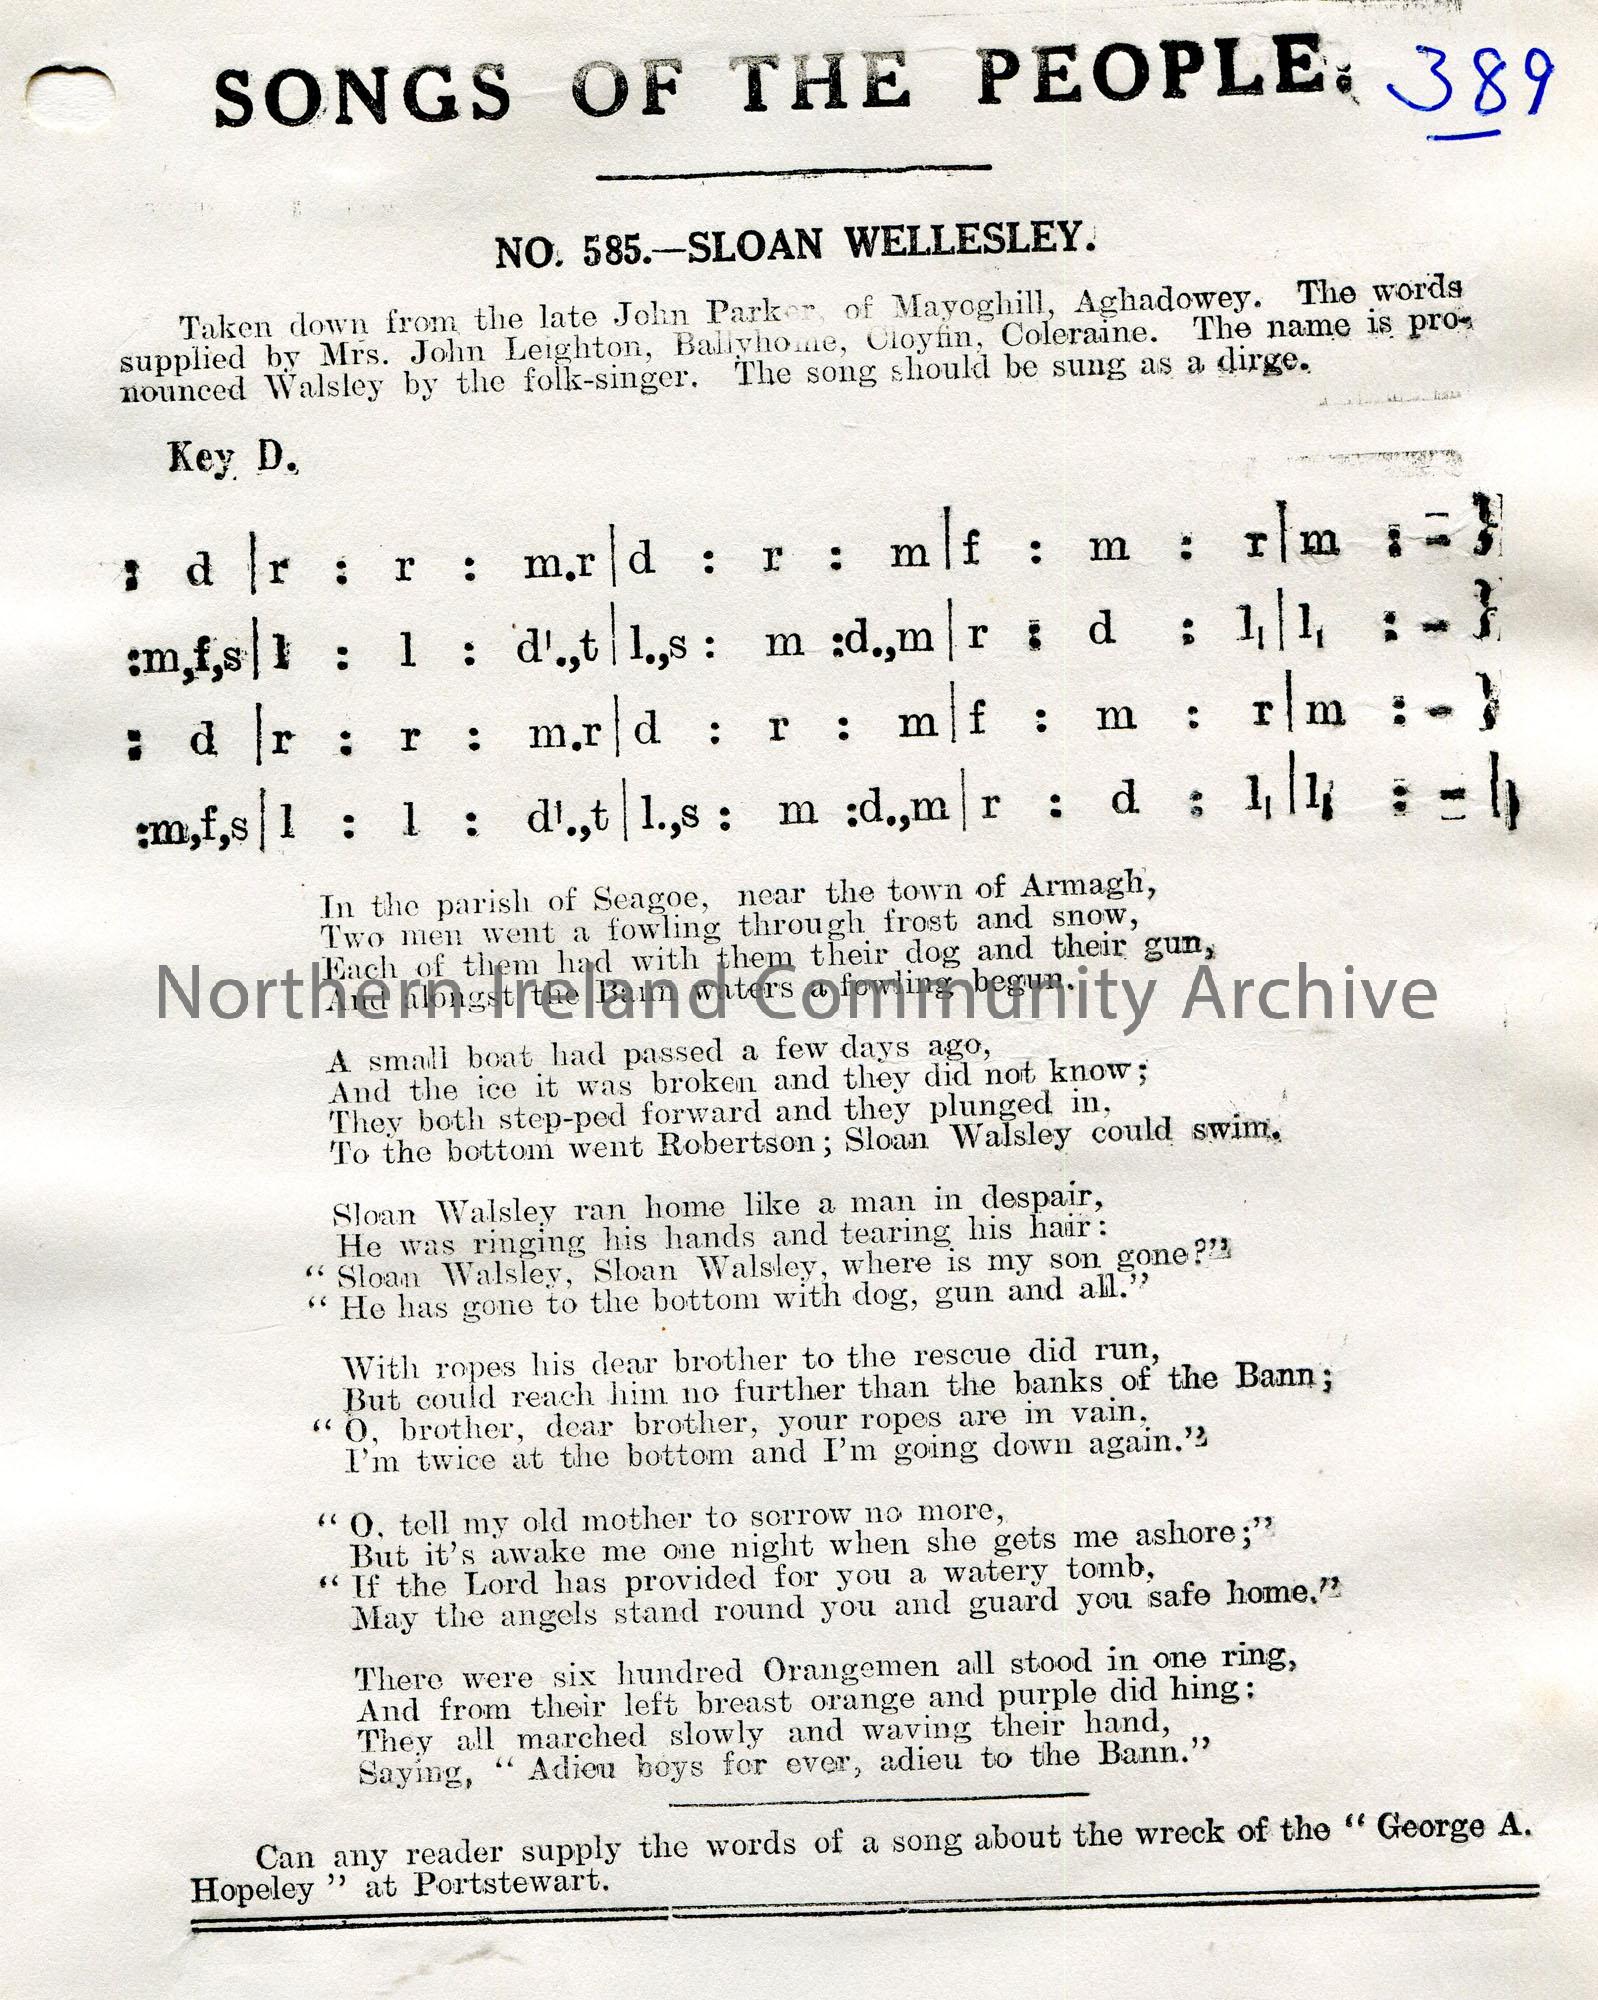 SONGS OF THE PEOPLE.
389
NO. 585.—SLOAN WELLESLEY.
Taken down from the late John Parker, of Mayoghill, Aghadowey. The words
supplied by Mrs. John Leighton, Ballyhome, Cloyfin, Coleraine. The name is pro-
nounced Walsley by the folk-singer. The song should be sung as a dirge.
Key D.
: d | r : r : m.r | d : r : m | f : m : r | m : - }
:m,f,s | l : l : d'.,t | l.,s : m :d.,m | r : d : l, | l, : - }
: d | r : r : m.r | d : r : m | f : m : r | m : - }
:m,f,s | l : l : d'.,t | l.,s : m :d.,m | r : d : l, | l, : - ||
In the parish of Seagoe, near the town of Armagh,
Two men went a fowling through frost and snow,
Each of them had with them their dog and their gun,
And alongst the Bann waters a fowling begun.
Northern Ireland Community Archive
A small boat had passed a few days ago,
And the ice it was broken and they did not know;
They both step-ped forward and they plunged in,
To the bottom went Robertson; Sloan Walsley could swim.
Sloan Walsley ran home like a man in despair,
He was ringing his hands and tearing his hair:
" Sloan Walsley, Sloan Walsley, where is my son gone?"
" He has gone to the bottom with dog, gun and all."
With ropes his dear brother to the rescue did run,
But could reach him no further than the banks of the Bann;
" O, brother, dear brother, your ropes are in vain,
I'm twice at the bottom and I'm going down again."
" O, tell my old mother to sorrow no more,
But it's awake me one night when she gets me ashore;"
" If the Lord has provided for you a watery tomb,
May the angels stand round you and guard you safe home."
There were six hundred Orangemen all stood in one ring,
And from their left breast orange and purple did hing;
They all marched slowly and waving their hand,
Saying, " Adieu boys for ever, adieu to the Bann."
Can any reader supply the words of a song about the wreck of the " George A.
Hopeley " at Portstewart.